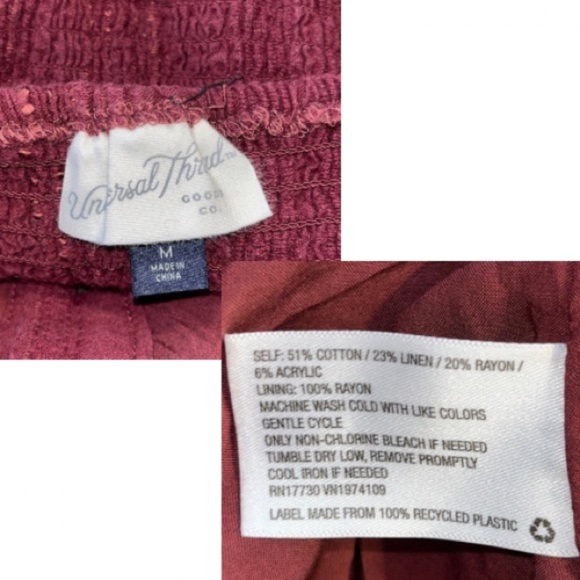 Universal Thread™
GOODS
CO.
M
MADE IN
CHINA
SELF: 51% COTTON / 23% LINEN / 20% RAYON /
6% ACRYLIC
LINING: 100% RAYON
MACHINE WASH COLD WITH LIKE COLORS
GENTLE CYCLE
ONLY NON-CHLORINE BLEACH IF NEEDED
TUMBLE DRY LOW, REMOVE PROMPTLY
COOL IRON IF NEEDED
RN17730 VN1974109
LABEL MADE FROM 100% RECYCLED PLASTIC